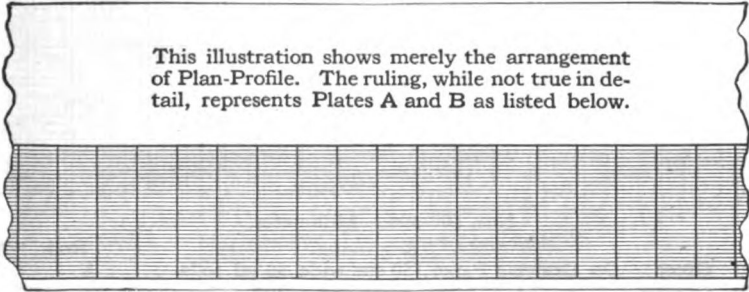 This illustration shows merely the arrangement
of Plan-Profile. The ruling, while not true in de-
tail, represents Plates A and B as listed below.